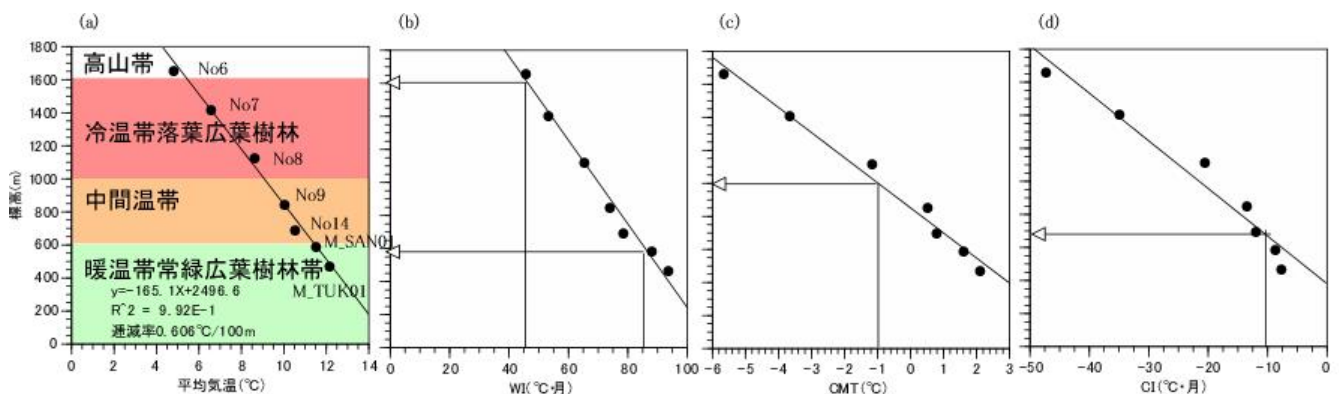 (a)
(b)
(c)
(d)
1800
1600
1400
1200
1000
800
600
400
200
0
標高(m)
高山帯
No6
No7
冷温帯落葉広葉樹林
No8
中間温帯
No9
No14
M_SAN01
暖温帯常緑広葉樹林帯
M_TUK01
y=-165.1X+2496.6
R^2 = 9.92E-1
逓減率0.606℃/100m
0 2 4 6 8 10 12 14
平均気温(℃)
0 20 40 60 80 100
WI(℃・月)
-6 -5 -4 -3 -2 -1 0 1 2 3
CMT(℃)
-50 -40 -30 -20 -10 0
CI(℃・月)